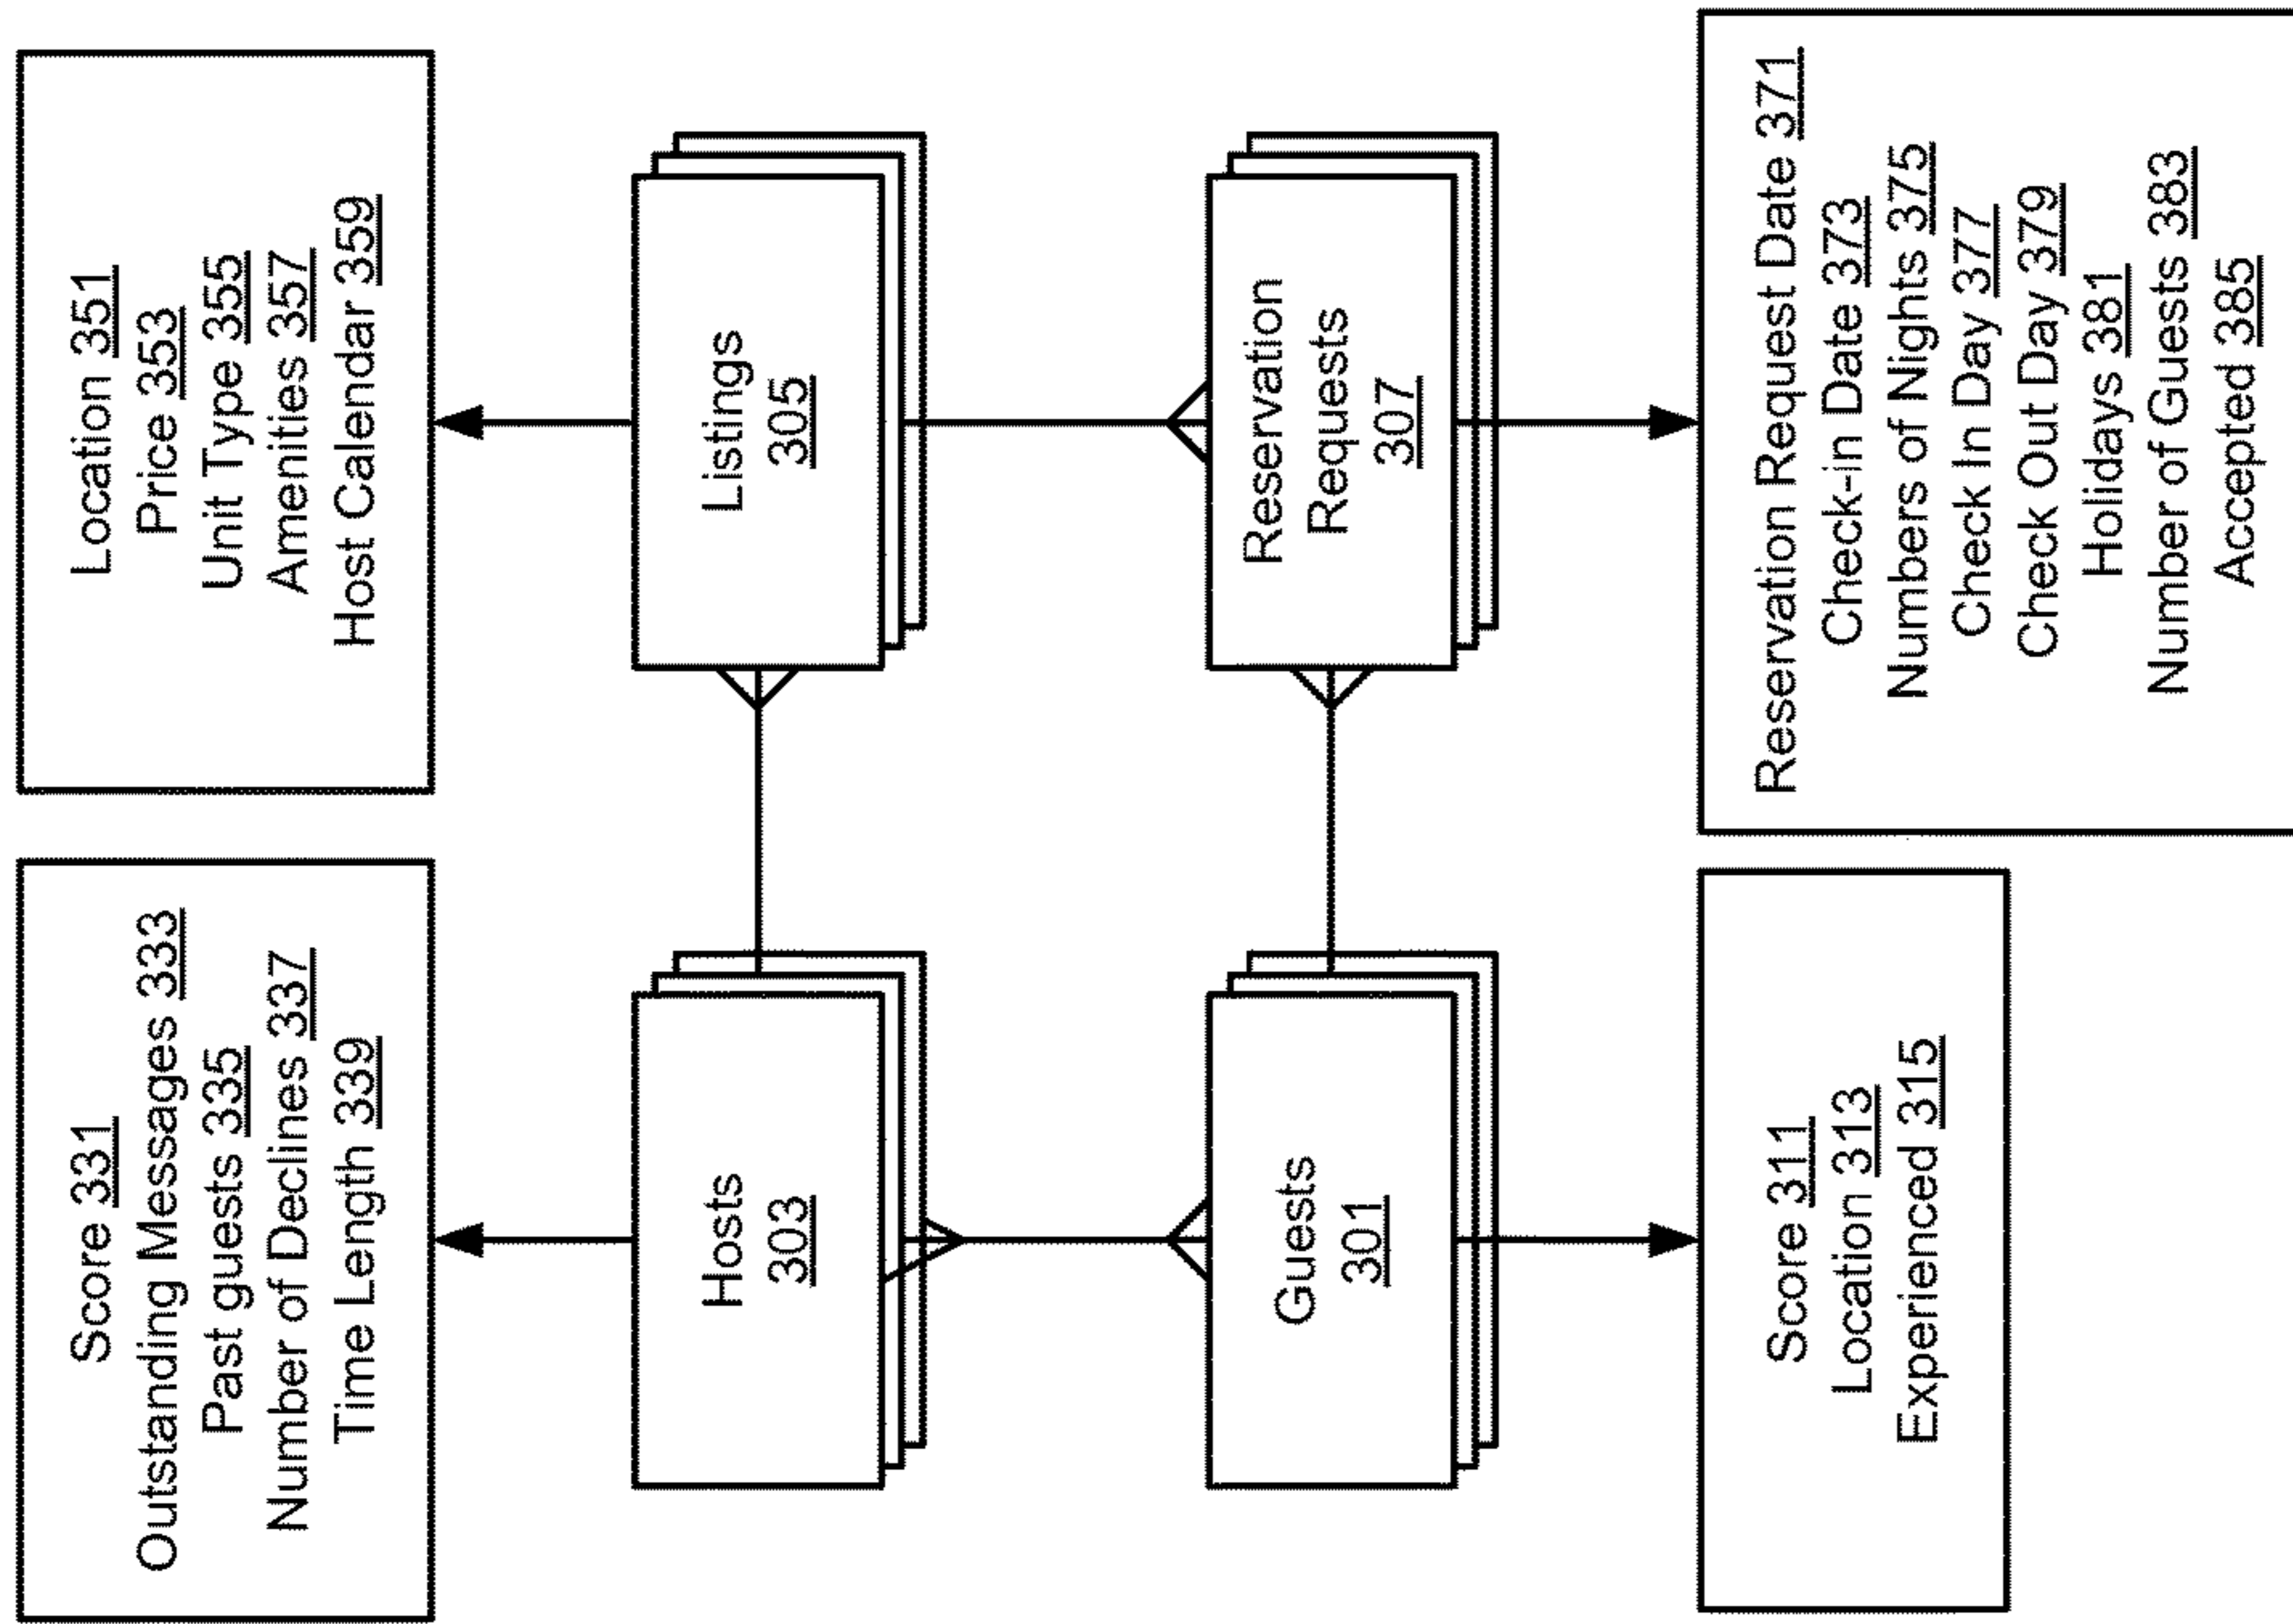 Score 331
Outstanding Messages 333
Past guests 335
Number of Declines 337
Time Length 339
Location 351
Price 353
Unit Type 355
Amenities 357
Host Calendar 359
Hosts
303
Listings
305
Guests
301
Reservation
Requests
307
Score 311
Location 313
Experienced 315
Reservation Request Date 371
Check-in Date 373
Numbers of Nights 375
Check In Day 377
Check Out Day 379
Holidays 381
Number of Guests 383
Accepted 385